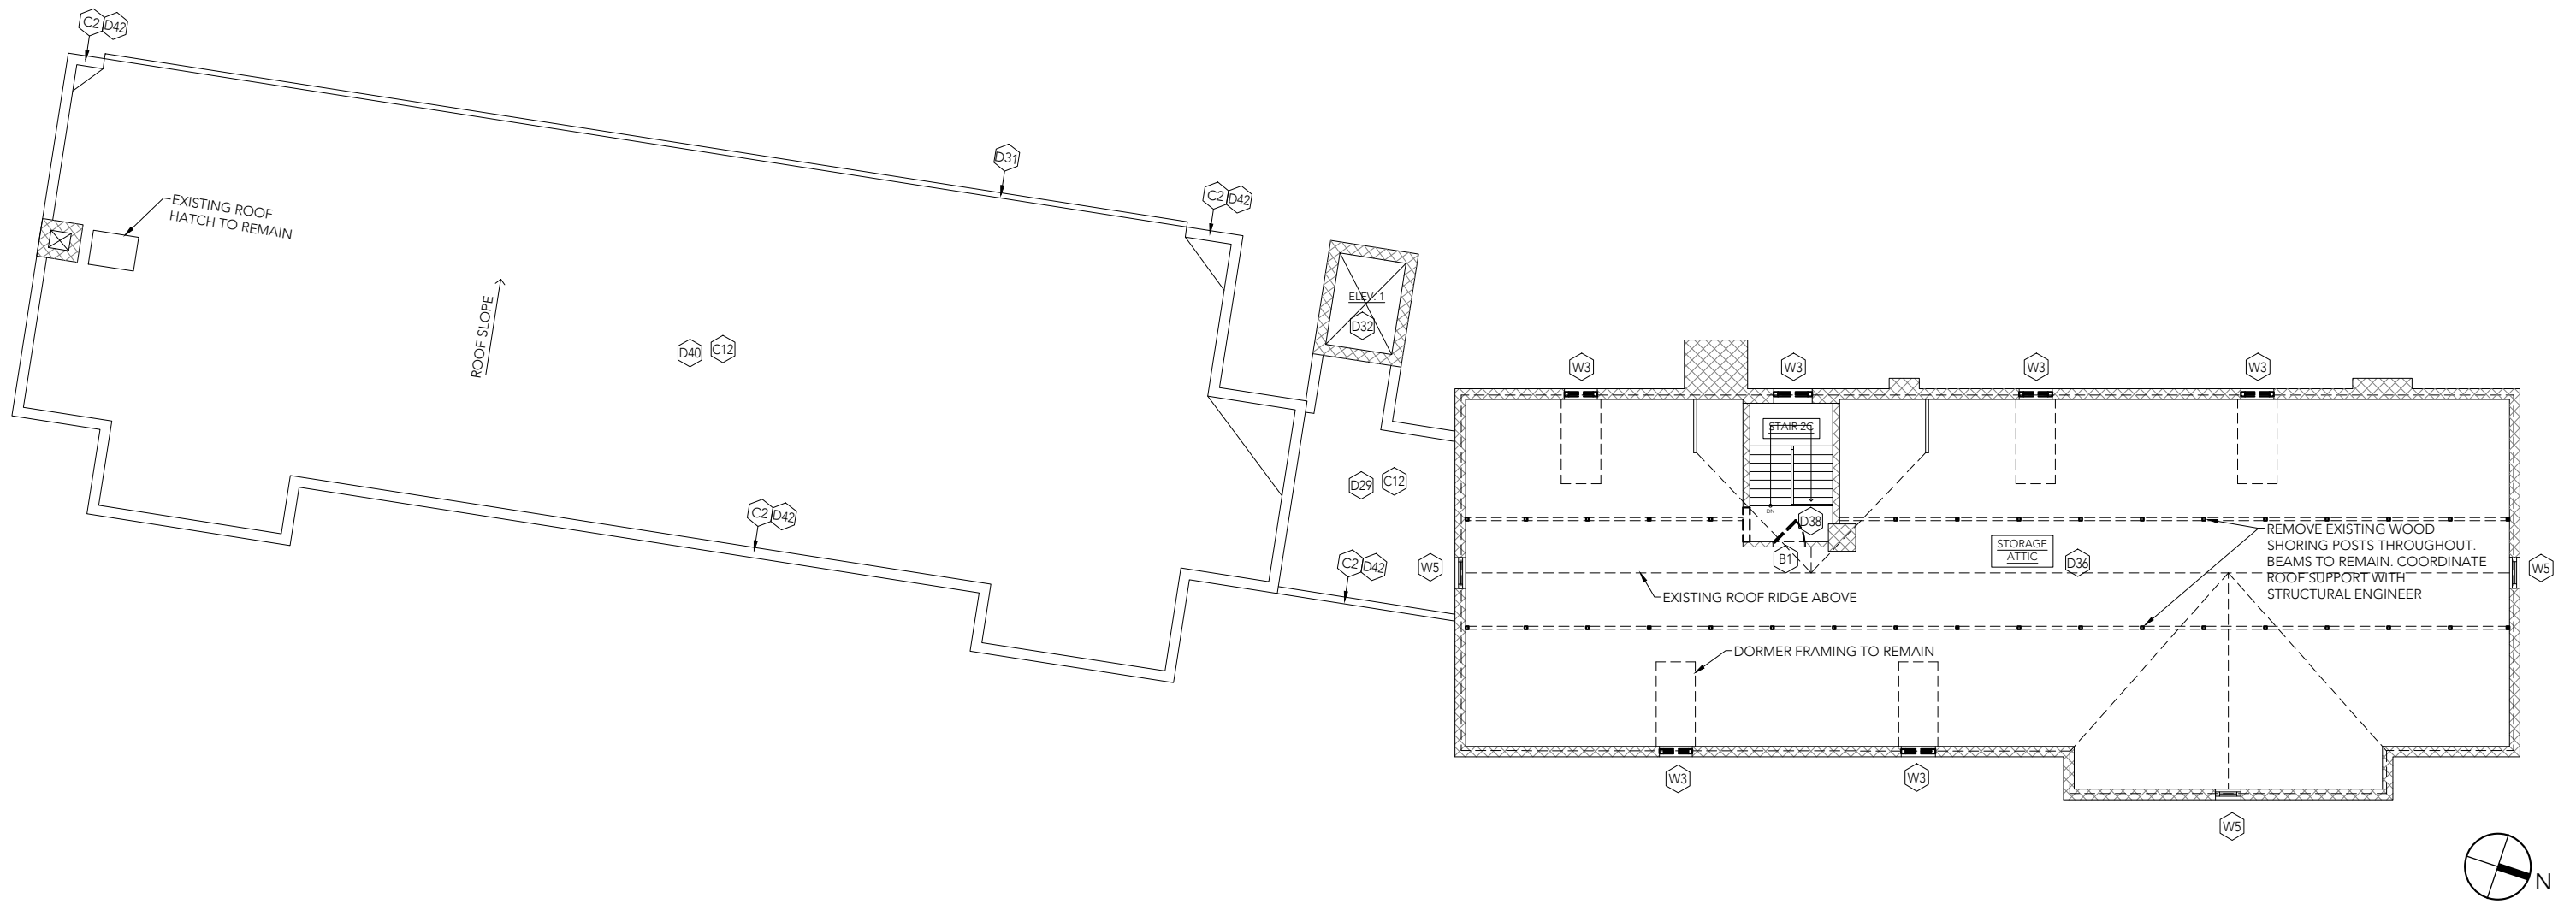 C2 D42
D31
C2 D42
EXISTING ROOF
HATCH TO REMAIN
ROOF SLOPE
D40 C12
ELEV. 1
D32
W3
W3
W3
W3
STAIR 2C
DN
D38
B1
D29 C12
C2 D42
C2 D42
W5
STORAGE
ATTIC
D36
REMOVE EXISTING WOOD
SHORING POSTS THROUGHOUT.
BEAMS TO REMAIN. COORDINATE
ROOF SUPPORT WITH
STRUCTURAL ENGINEER
W5
EXISTING ROOF RIDGE ABOVE
DORMER FRAMING TO REMAIN
W3
W3
W5
N